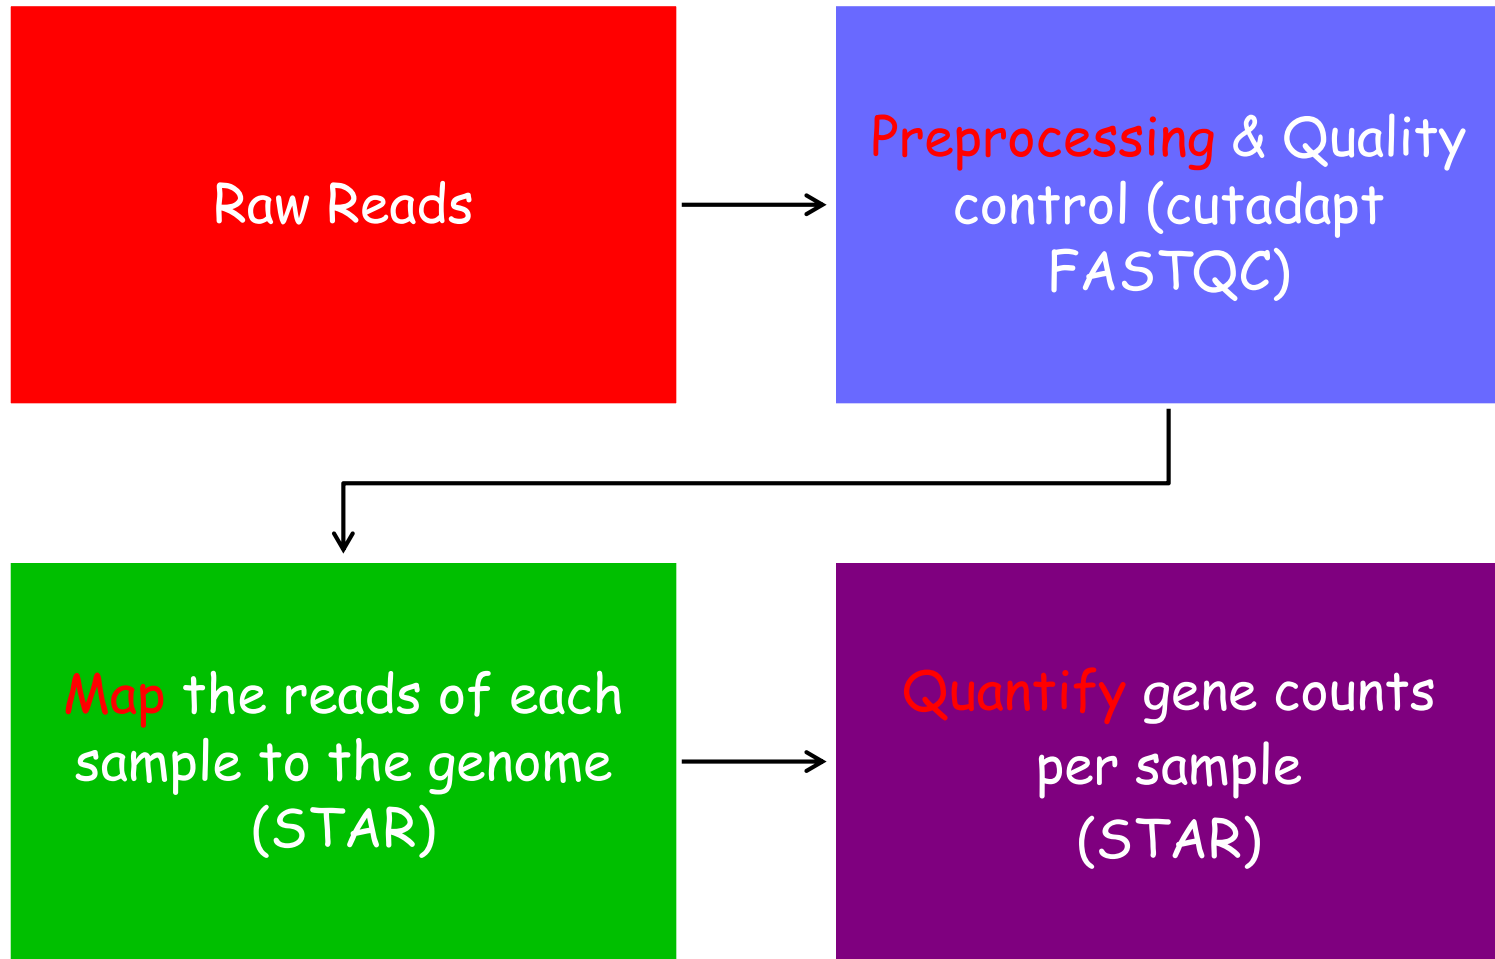 Raw Reads
Preprocessing & Quality
control (cutadapt
FASTQC)
Map the reads of each
sample to the genome
(STAR)
Quantify gene counts
per sample
(STAR)